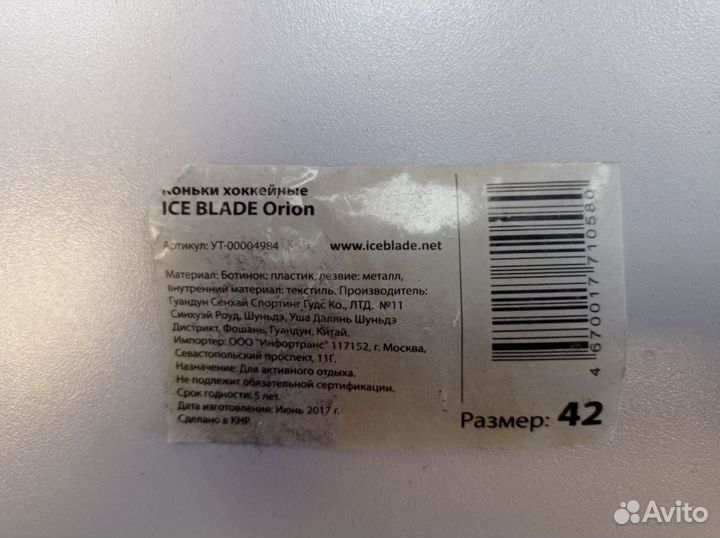 Коньки хоккейные
ICE BLADE Orion
Артикул: УТ-00004984
www.iceblade.net
Материал: Ботинок: пластик, лезвие: металл,
внутренний материал: текстиль. Производитель:
Гуандун Сенхай Спортинг Гудс Ко., ЛТД. №11
Синхуэй Роуд, Шуньдэ, Уша Далянь Шуньдэ
Дистрикт, Фошань, Гуандун, Китай.
Импортер: ООО "Инфортранс" 117152, г. Москва,
Севастопольский проспект, 11Г.
Назначение: Для активного отдыха.
Не подлежит обязательной сертификации.
Срок годности: 5 лет.
Дата изготовления: Июнь 2017 г.
Сделано в КНР.
4 670017 710580
Размер: 42
Avito